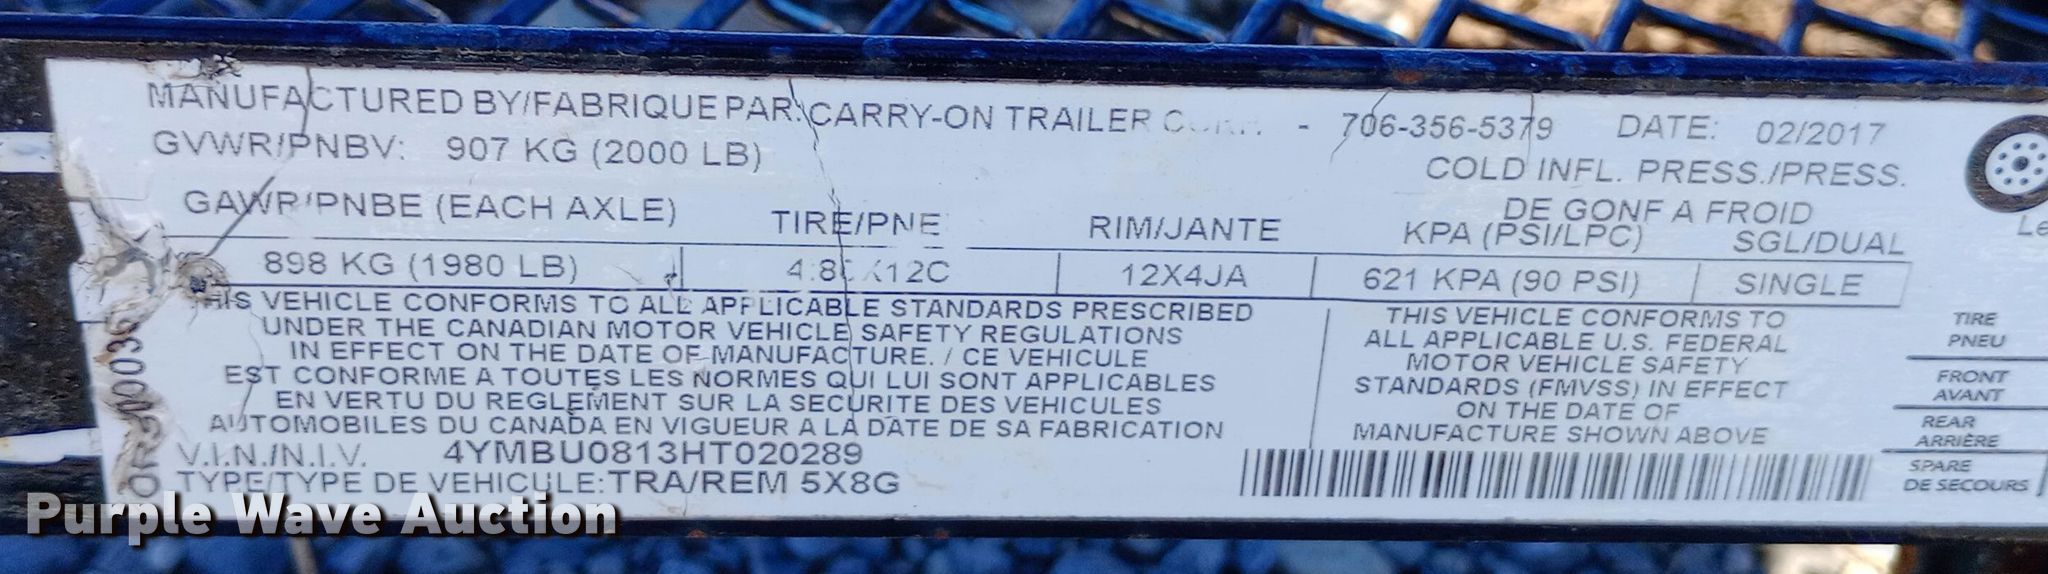 MANUFACTURED BY/FABRIQUE PAR: CARRY-ON TRAILER - 706-356-5379 DATE: 02/2017
GVWR/PNBV: 907 KG (2000 LB)
COLD INFL. PRESS./PRESS.
DE GONF A FROID
GAWR/PNBE (EACH AXLE) TIRE/PNE RIM/JANTE KPA (PSI/LPC) SGL/DUAL
898 KG (1980 LB) 12X4JA 621 KPA (90 PSI) SINGLE
THIS VEHICLE CONFORMS TO ALL APPLICABLE STANDARDS PRESCRIBED
UNDER THE CANADIAN MOTOR VEHICLE SAFETY REGULATIONS
IN EFFECT ON THE DATE OF MANUFACTURE. / CE VEHICULE
EST CONFORME A TOUTES LES NORMES QUI LUI SONT APPLICABLES
EN VERTU DU REGLEMENT SUR LA SECURITE DES VEHICULES
AUTOMOBILES DU CANADA EN VIGUEUR A LA DATE DE SA FABRICATION
THIS VEHICLE CONFORMS TO
ALL APPLICABLE U.S. FEDERAL
MOTOR VEHICLE SAFETY
STANDARDS (FMVSS) IN EFFECT
ON THE DATE OF
MANUFACTURE SHOWN ABOVE
V.I.N./N.I.V. 4YMBU0813HT020289
TYPE/TYPE DE VEHICULE: TRA/REM 5X8G
TIRE
PNEU
FRONT
AVANT
REAR
ARRIÈRE
SPARE
DE SECOURS
Purple Wave Auction